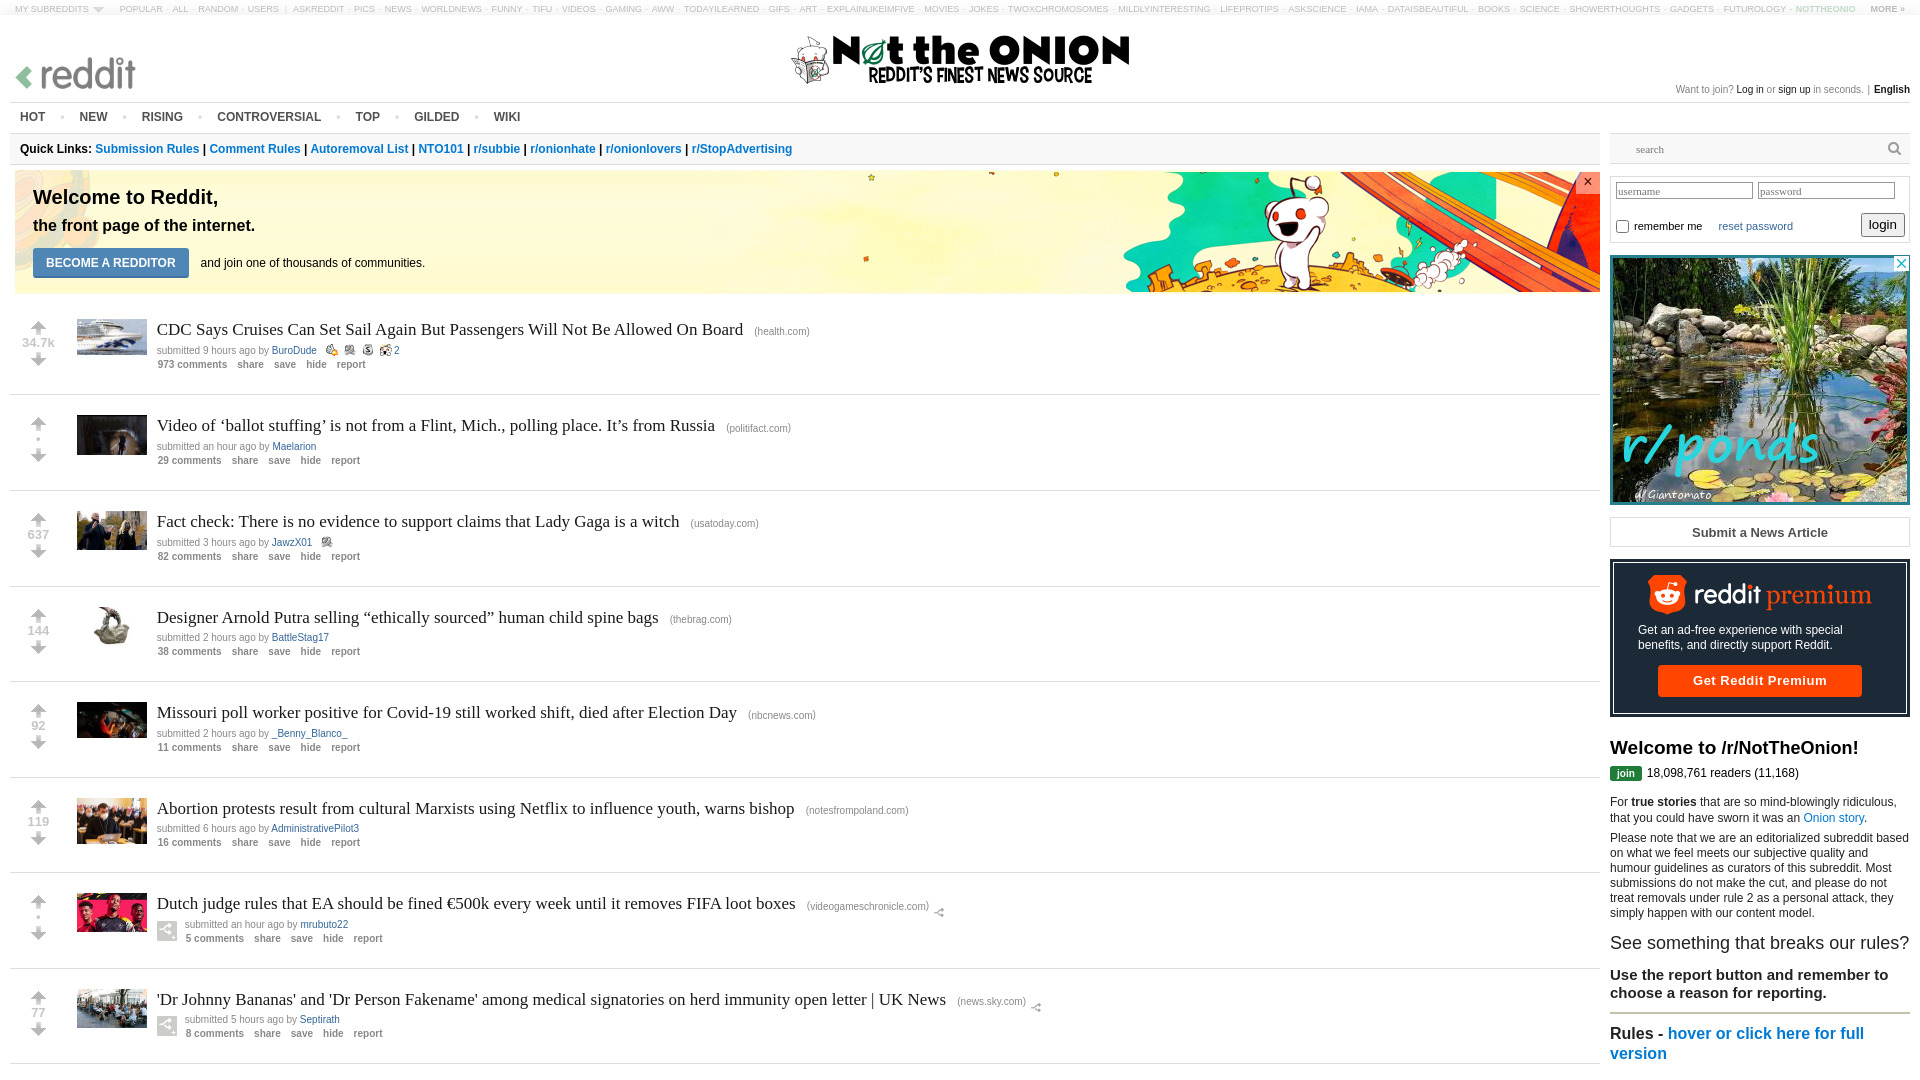 MY SUBREDDITS POPULAR - ALL - RANDOM - USERS | ASKREDDIT - PICS - NEWS - WORLDNEWS - FUNNY - TIFU - VIDEOS - GAMING - AWW - TODAYILEARNED - GIFS - ART - EXPLAINLIKEIMFIVE - MOVIES - JOKES - TWOXCHROMOSOMES - MILDLYINTERESTING - LIFEPROTIPS - ASKSCIENCE - IAMA - DATAISBEAUTIFUL - BOOKS - SCIENCE - SHOWERTHOUGHTS - GADGETS - FUTUROLOGY - NOTTHEONION MORE »
reddit
Not the ONION
REDDIT'S FINEST NEWS SOURCE
Want to join? Log in or sign up in seconds. | English
HOT • NEW • RISING • CONTROVERSIAL • TOP • GILDED • WIKI
Quick Links: Submission Rules | Comment Rules | Autoremoval List | NTO101 | r/subbie | r/onionhate | r/onionlovers | r/StopAdvertising
Welcome to Reddit,
the front page of the internet.
BECOME A REDDITOR and join one of thousands of communities.
CDC Says Cruises Can Set Sail Again But Passengers Will Not Be Allowed On Board (health.com)
34.7k
submitted 9 hours ago by BuroDude 2
973 comments share save hide report
Video of ‘ballot stuffing’ is not from a Flint, Mich., polling place. It’s from Russia (politifact.com)
•
submitted an hour ago by Maelarion
29 comments share save hide report
Fact check: There is no evidence to support claims that Lady Gaga is a witch (usatoday.com)
637
submitted 3 hours ago by JawzX01
82 comments share save hide report
Designer Arnold Putra selling “ethically sourced” human child spine bags (thebrag.com)
144
submitted 2 hours ago by BattleStag17
38 comments share save hide report
Missouri poll worker positive for Covid-19 still worked shift, died after Election Day (nbcnews.com)
92
submitted 2 hours ago by _Benny_Blanco_
11 comments share save hide report
Abortion protests result from cultural Marxists using Netflix to influence youth, warns bishop (notesfrompoland.com)
119
submitted 6 hours ago by AdministrativePilot3
16 comments share save hide report
Dutch judge rules that EA should be fined €500k every week until it removes FIFA loot boxes (videogameschronicle.com)
•
submitted an hour ago by mrubuto22
5 comments share save hide report
'Dr Johnny Bananas' and 'Dr Person Fakename' among medical signatories on herd immunity open letter | UK News (news.sky.com)
77
submitted 5 hours ago by Septirath
8 comments share save hide report
search
username password
remember me reset password login
r/ponds
u/Giantomato
Submit a News Article
reddit premium
Get an ad-free experience with special
benefits, and directly support Reddit.
Get Reddit Premium
Welcome to /r/NotTheOnion!
join 18,098,761 readers (11,168)
For true stories that are so mind-blowingly ridiculous,
that you could have sworn it was an Onion story.
Please note that we are an editorialized subreddit based
on what we feel meets our subjective quality and
humour guidelines as curators of this subreddit. Most
submissions do not make the cut, and please do not
treat removals under rule 2 as a personal attack, they
simply happen with our content model.
See something that breaks our rules?
Use the report button and remember to
choose a reason for reporting.
Rules - hover or click here for full
version